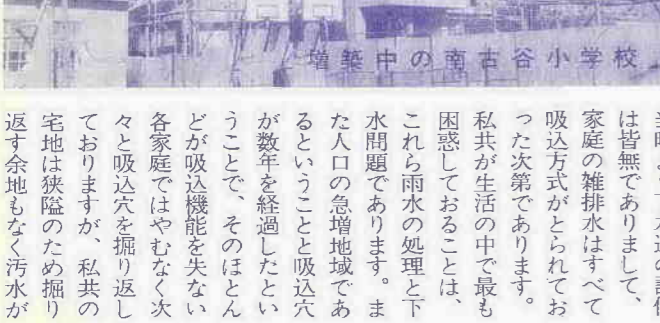 増築中の南古谷小学校
は皆無でありまして、
家庭の雑排水はすべて
吸込方式がとられてお
った次第であります。
私共が生活の中で最も
困惑しておることは、
これら雨水の処理と下
水問題であります。ま
た人口の急増地域であ
るということと吸込穴
が数年を経過したとい
うことで、そのほとん
どが吸込機能を失ない
各家庭ではやむなく次
々と吸込穴を掘り返し
ておりますが、私共の
宅地は狭隘のため掘り
返す余地もなく汚水が